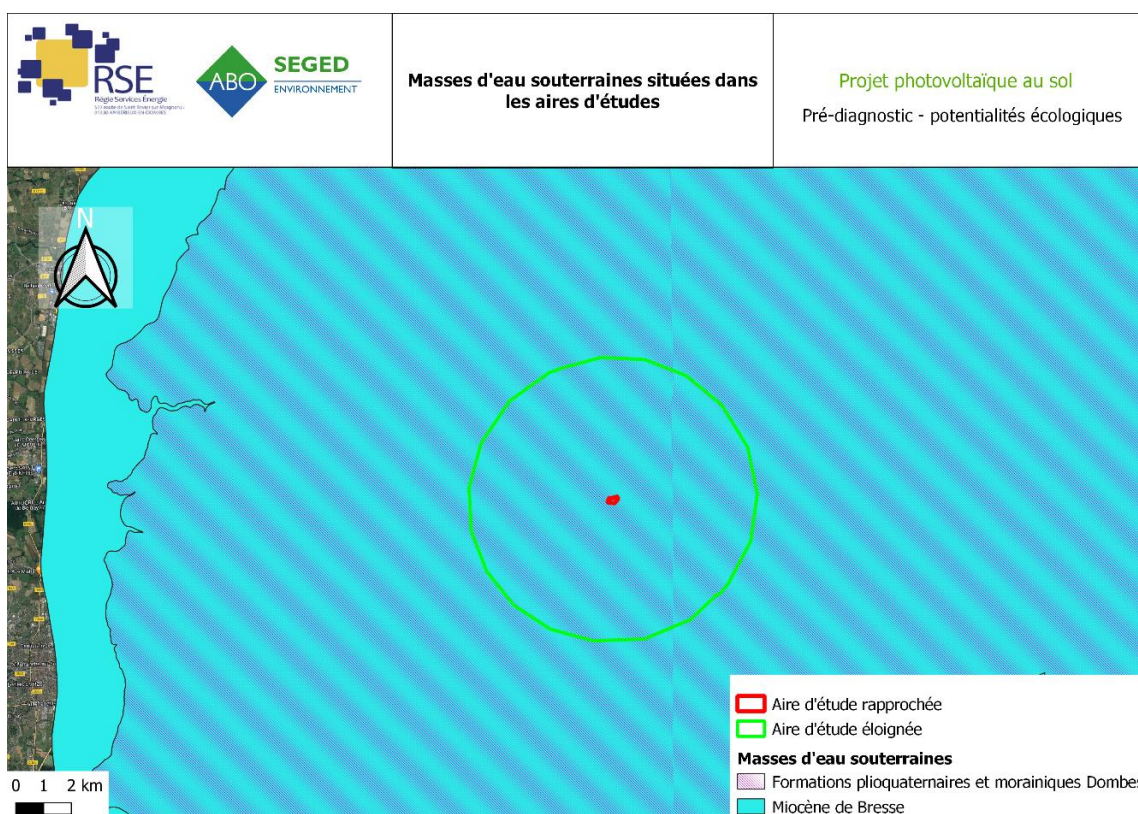 RSE
Régie Services Énergie
ABO
SEGED
ENVIRONNEMENT
Masses d'eau souterraines situées dans
les aires d'études
Projet photovoltaïque au sol
Pré-diagnostic - potentialités écologiques
N
Aire d'étude rapprochée
Aire d'étude éloignée
Masses d'eau souterraines
Formations plioquaternaires et morainiques Dombes
Miocène de Bresse
0 1 2 km